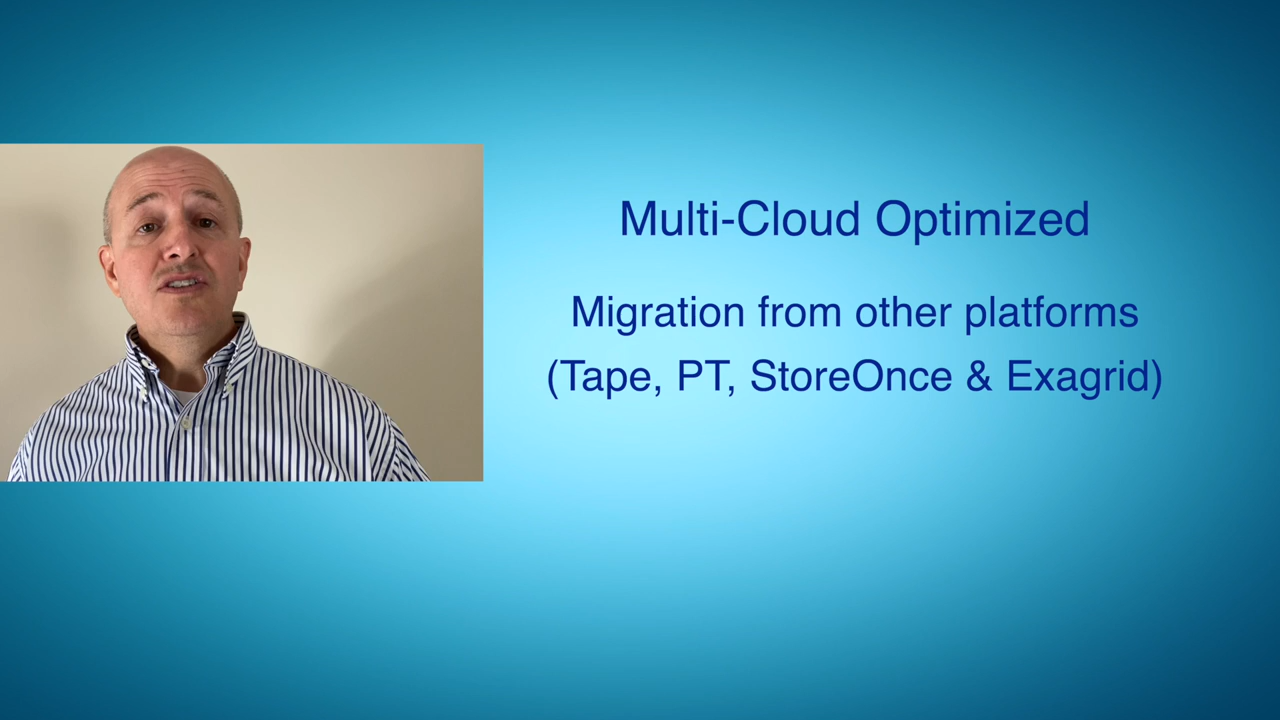 Multi-Cloud Optimized
Migration from other platforms
(Tape, PT, StoreOnce & Exagrid)